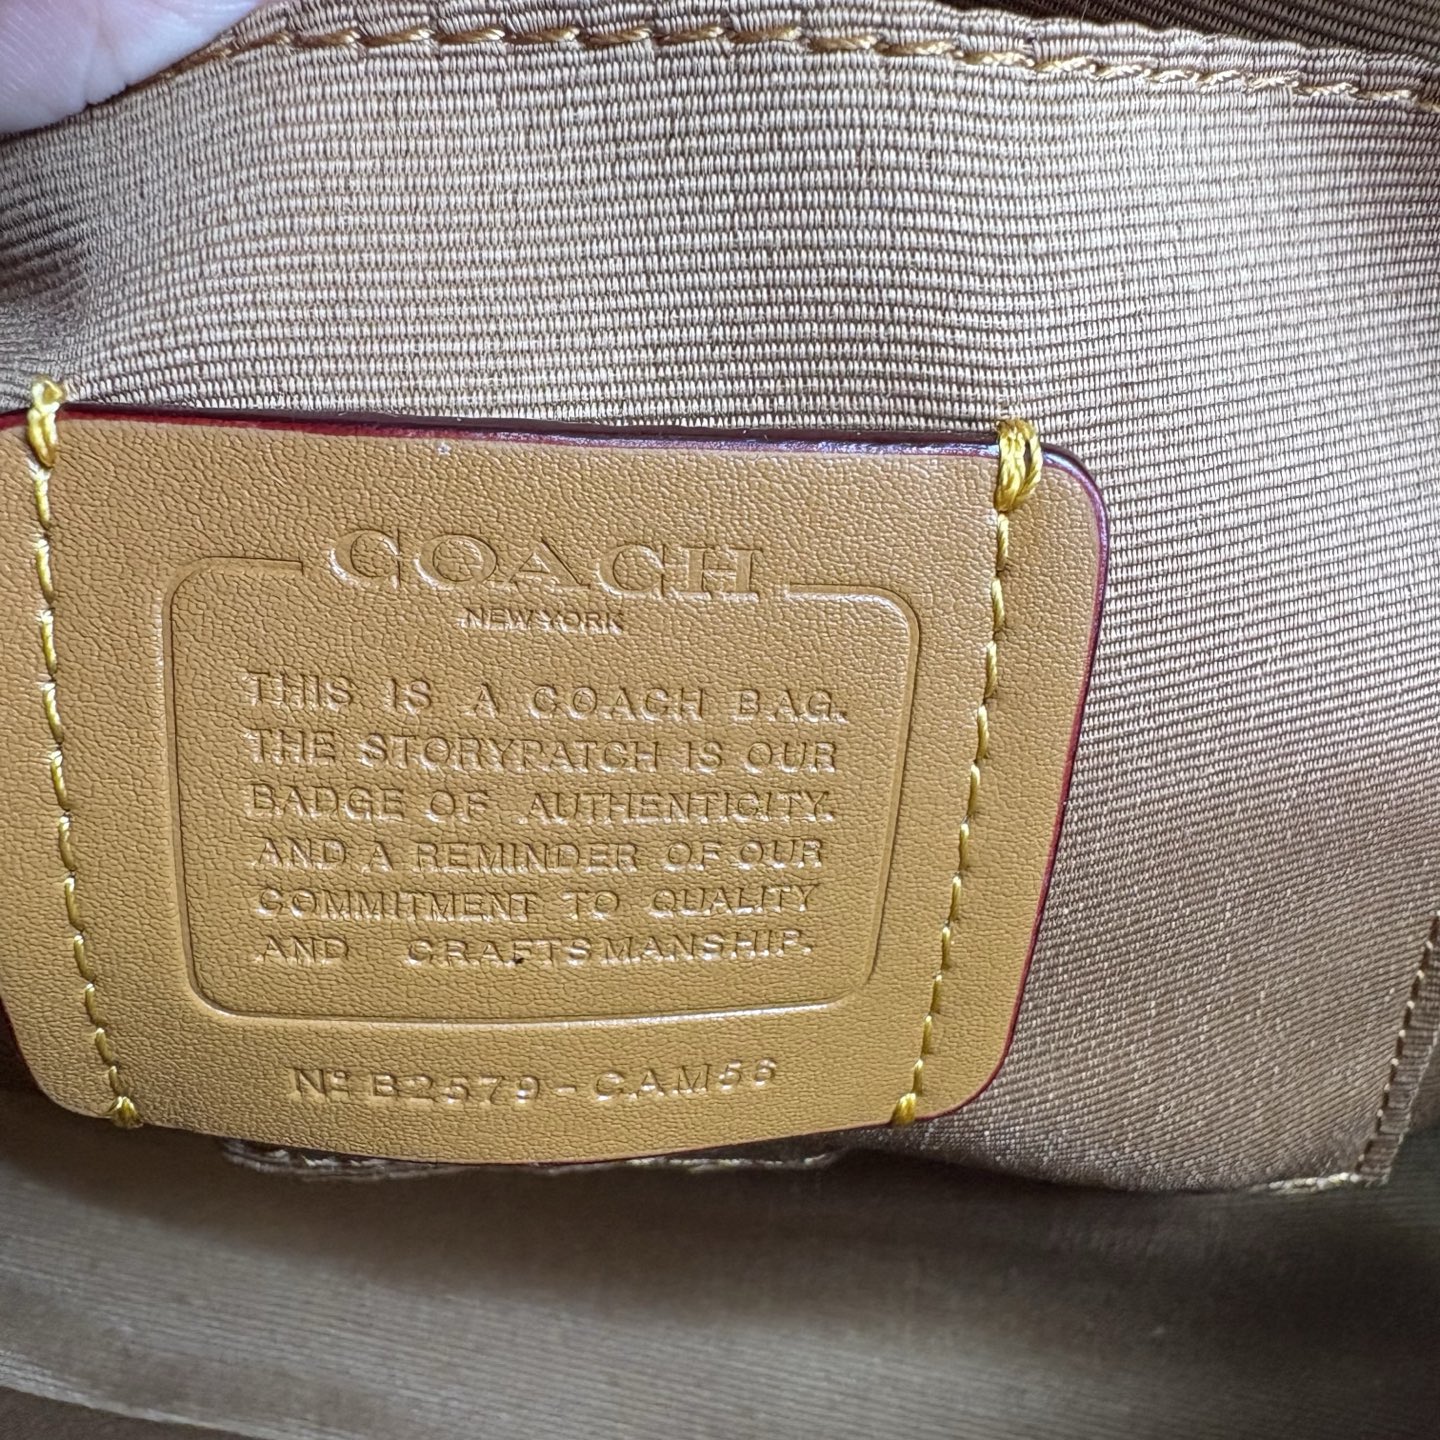 COACH
NEW YORK
THIS IS A COACH BAG.
THE STORYPATCH IS OUR
BADGE OF AUTHENTICITY.
AND A REMINDER OF OUR
COMMITMENT TO QUALITY
AND CRAFTSMANSHIP.
Nº B2579-CAM56